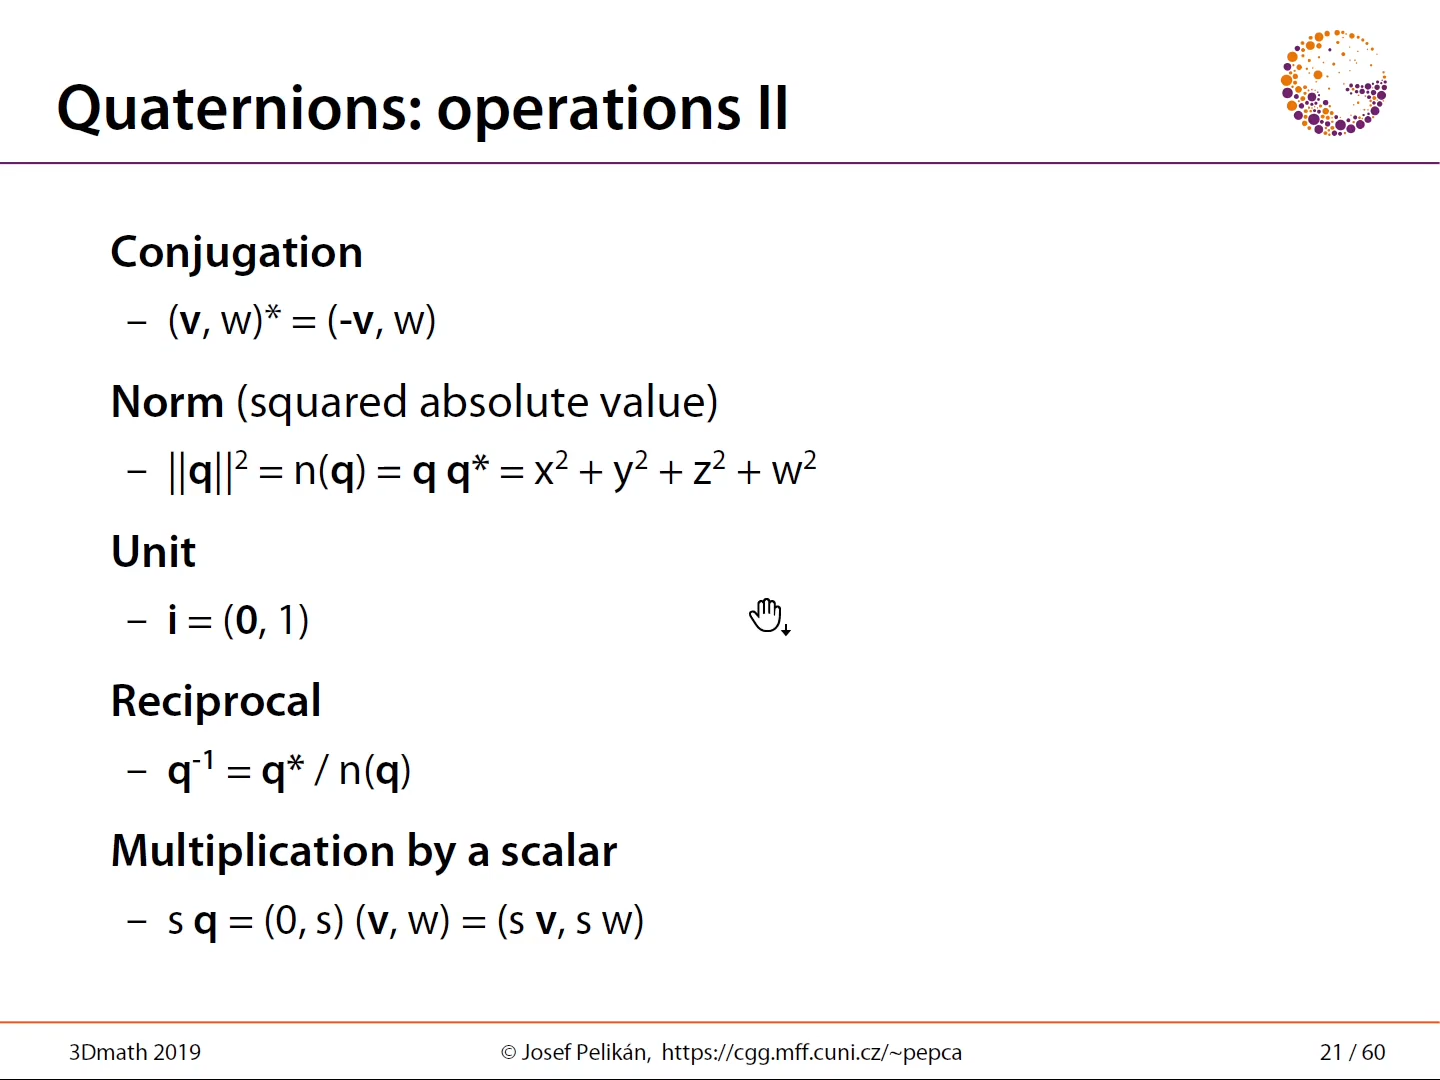 Quaternions: operations II
Conjugation
– (v, w)* = (-v, w)
Norm (squared absolute value)
– ||q||² = n(q) = q q* = x² + y² + z² + w²
Unit
– i = (0, 1)
Reciprocal
– q⁻¹ = q* / n(q)
Multiplication by a scalar
– s q = (0, s) (v, w) = (s v, s w)
3Dmath 2019 © Josef Pelikán, https://cgg.mff.cuni.cz/~pepca 21 / 60